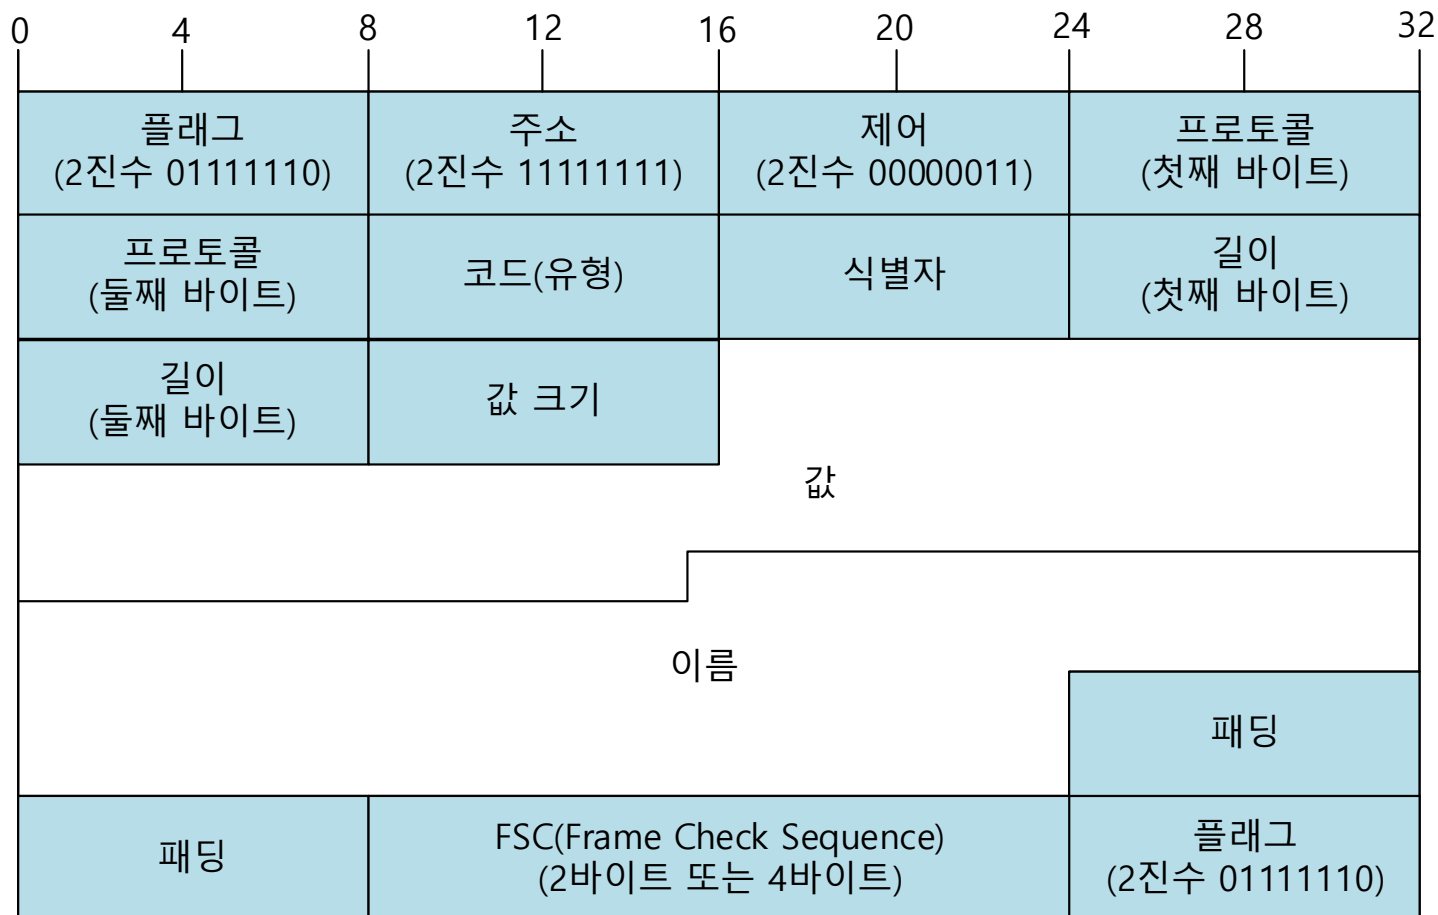 0 4 8 12 16 20 24 28 32
플래그
(2진수 01111110)
주소
(2진수 11111111)
제어
(2진수 00000011)
프로토콜
(첫째 바이트)
프로토콜
(둘째 바이트)
코드(유형)
식별자
길이
(첫째 바이트)
길이
(둘째 바이트)
값 크기
값
이름
패딩
패딩
FSC(Frame Check Sequence)
(2바이트 또는 4바이트)
플래그
(2진수 01111110)